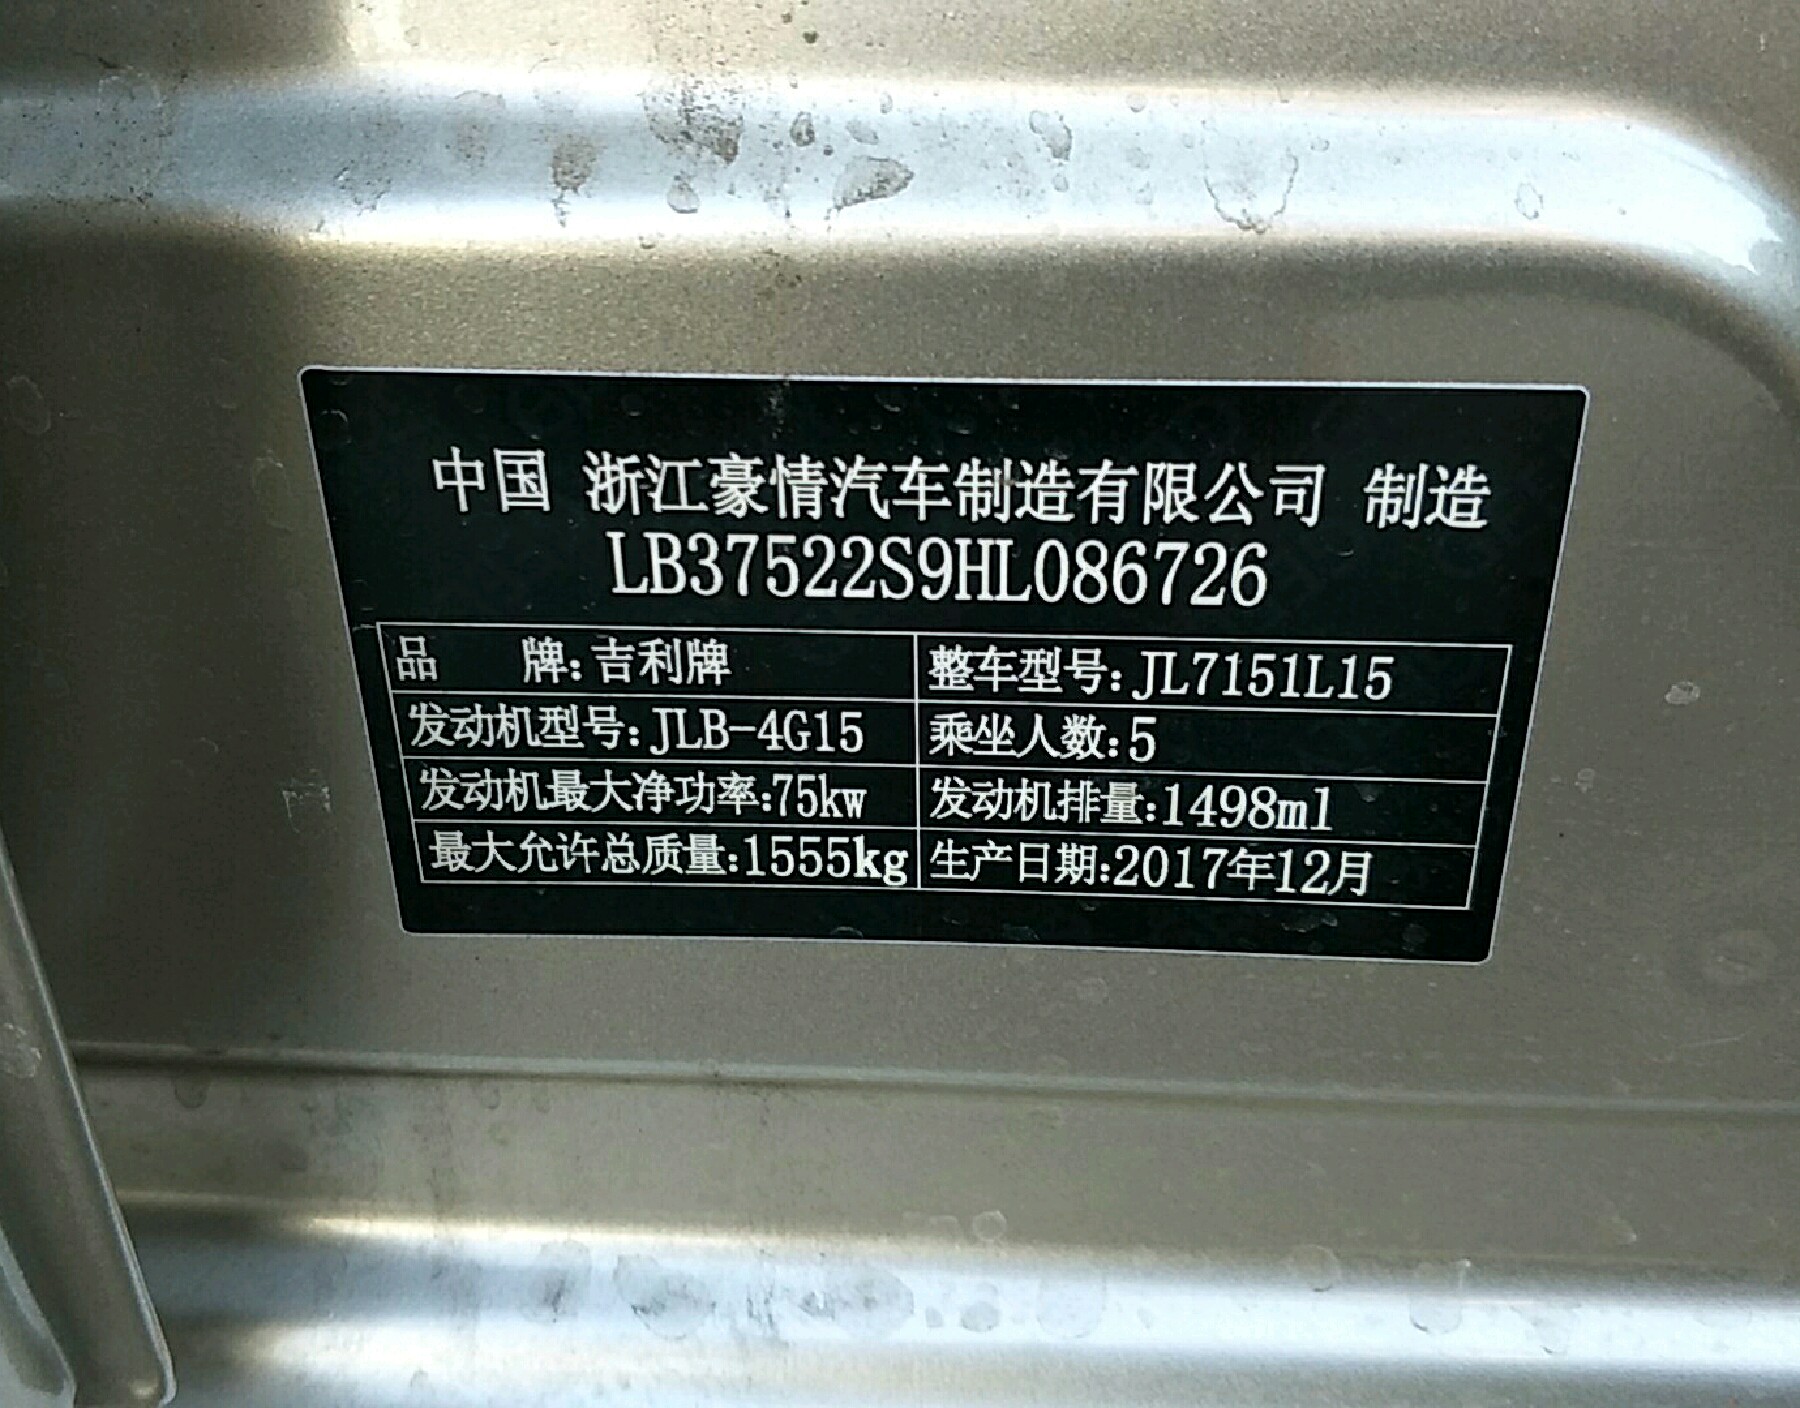 中国 浙江豪情汽车制造有限公司 制造
LB37522S9HL086726
品 牌:吉利牌 整车型号:JL7151L15
发动机型号:JLB-4G15 乘坐人数:5
发动机最大净功率:75kw 发动机排量:1498ml
最大允许总质量:1555kg 生产日期:2017年12月